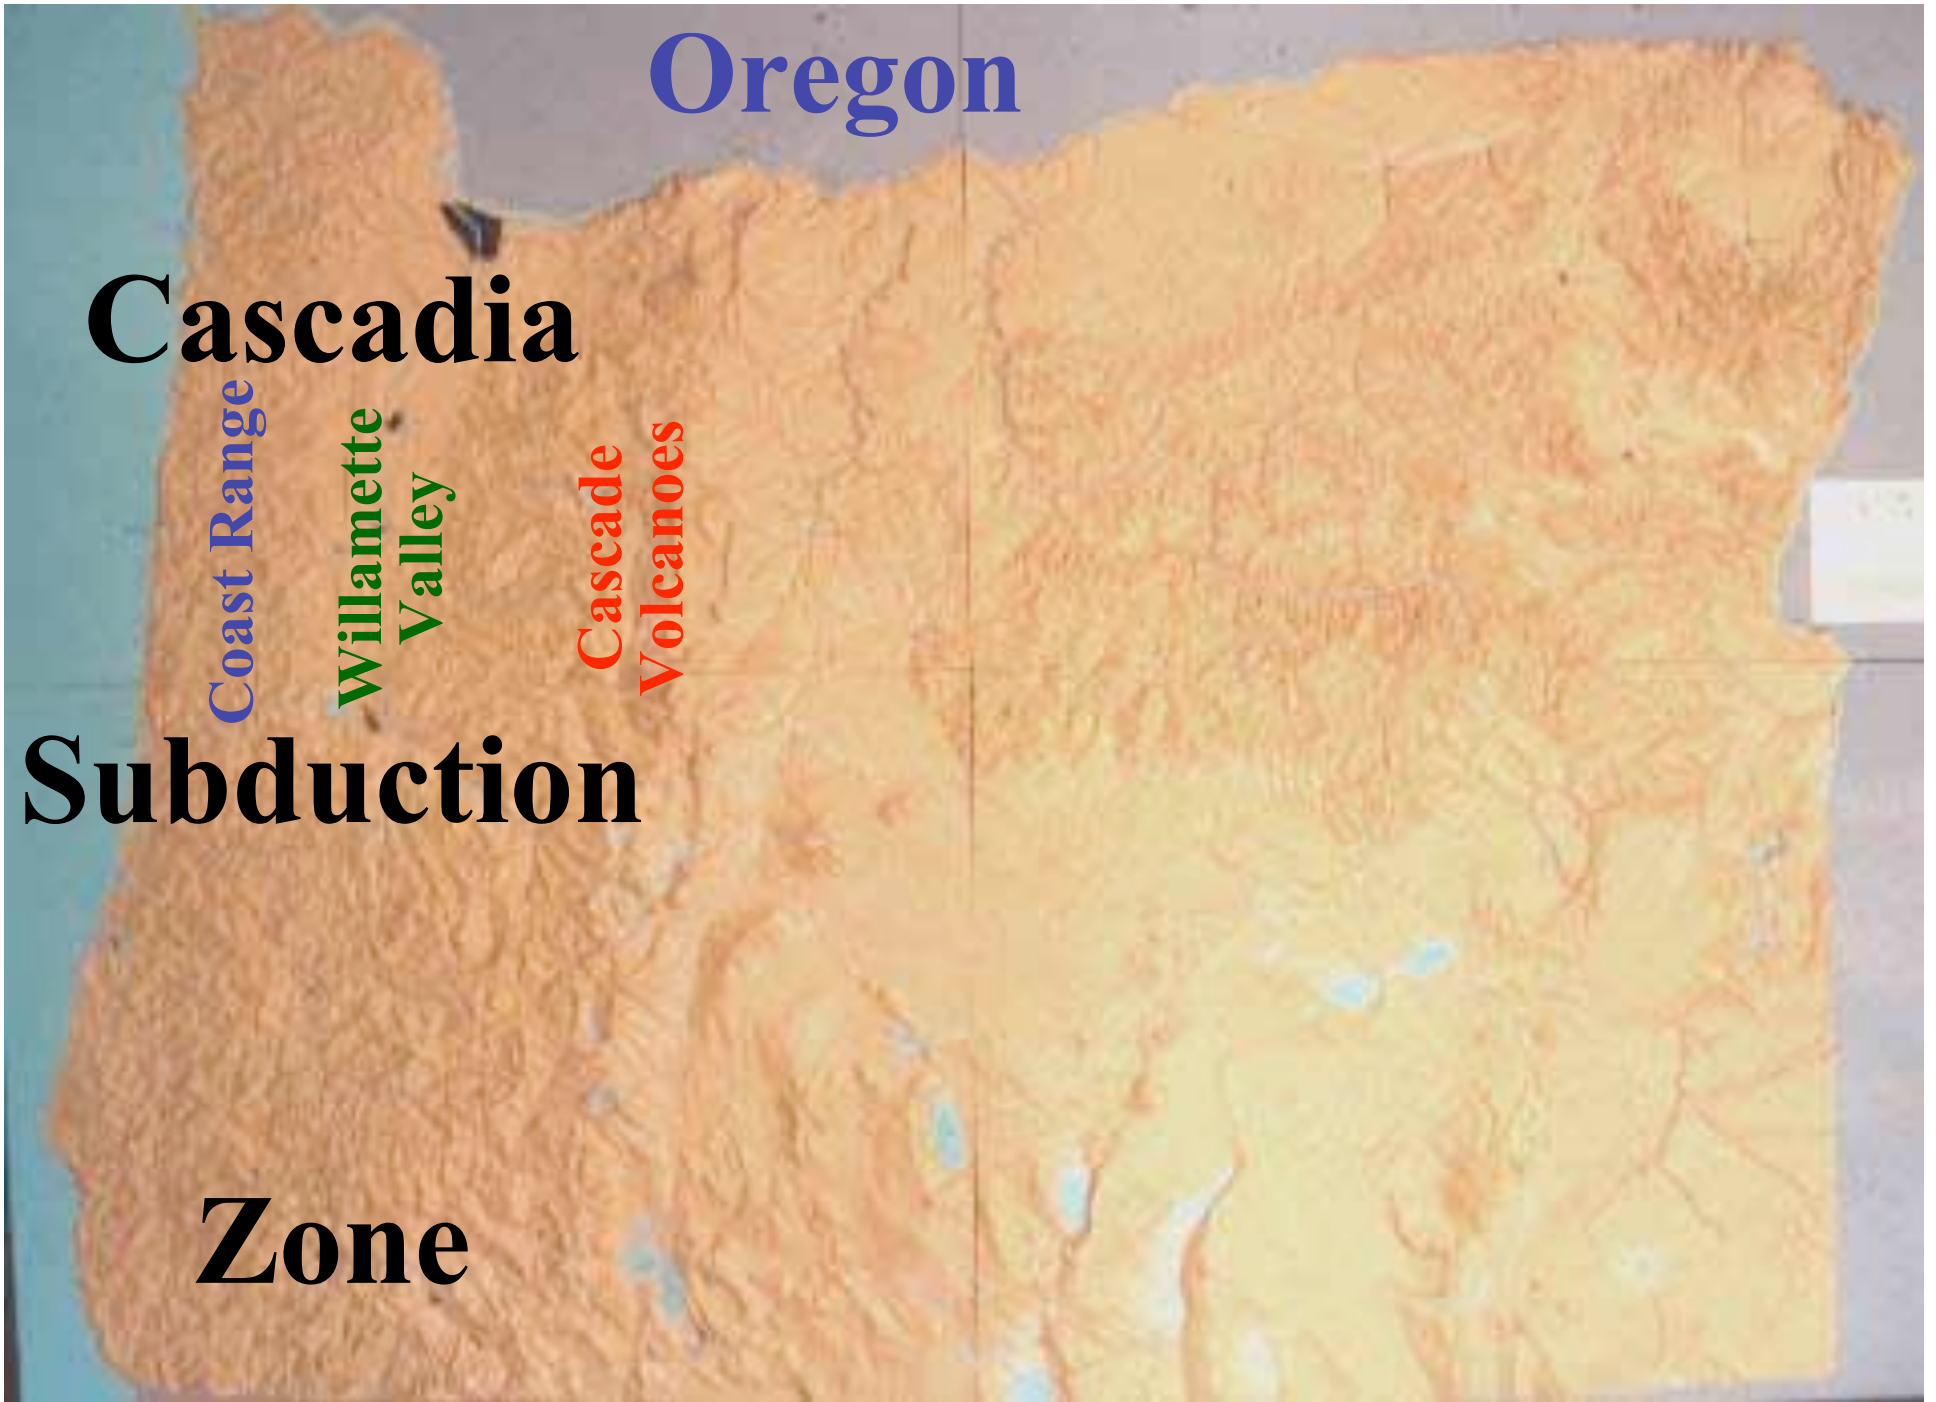 Oregon
Cascadia
Coast Range
Willamette
Valley
Cascade
Volcanoes
Subduction
Zone